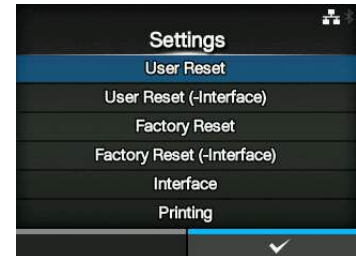 Settings
User Reset
User Reset (-Interface)
Factory Reset
Factory Reset (-Interface)
Interface
Printing